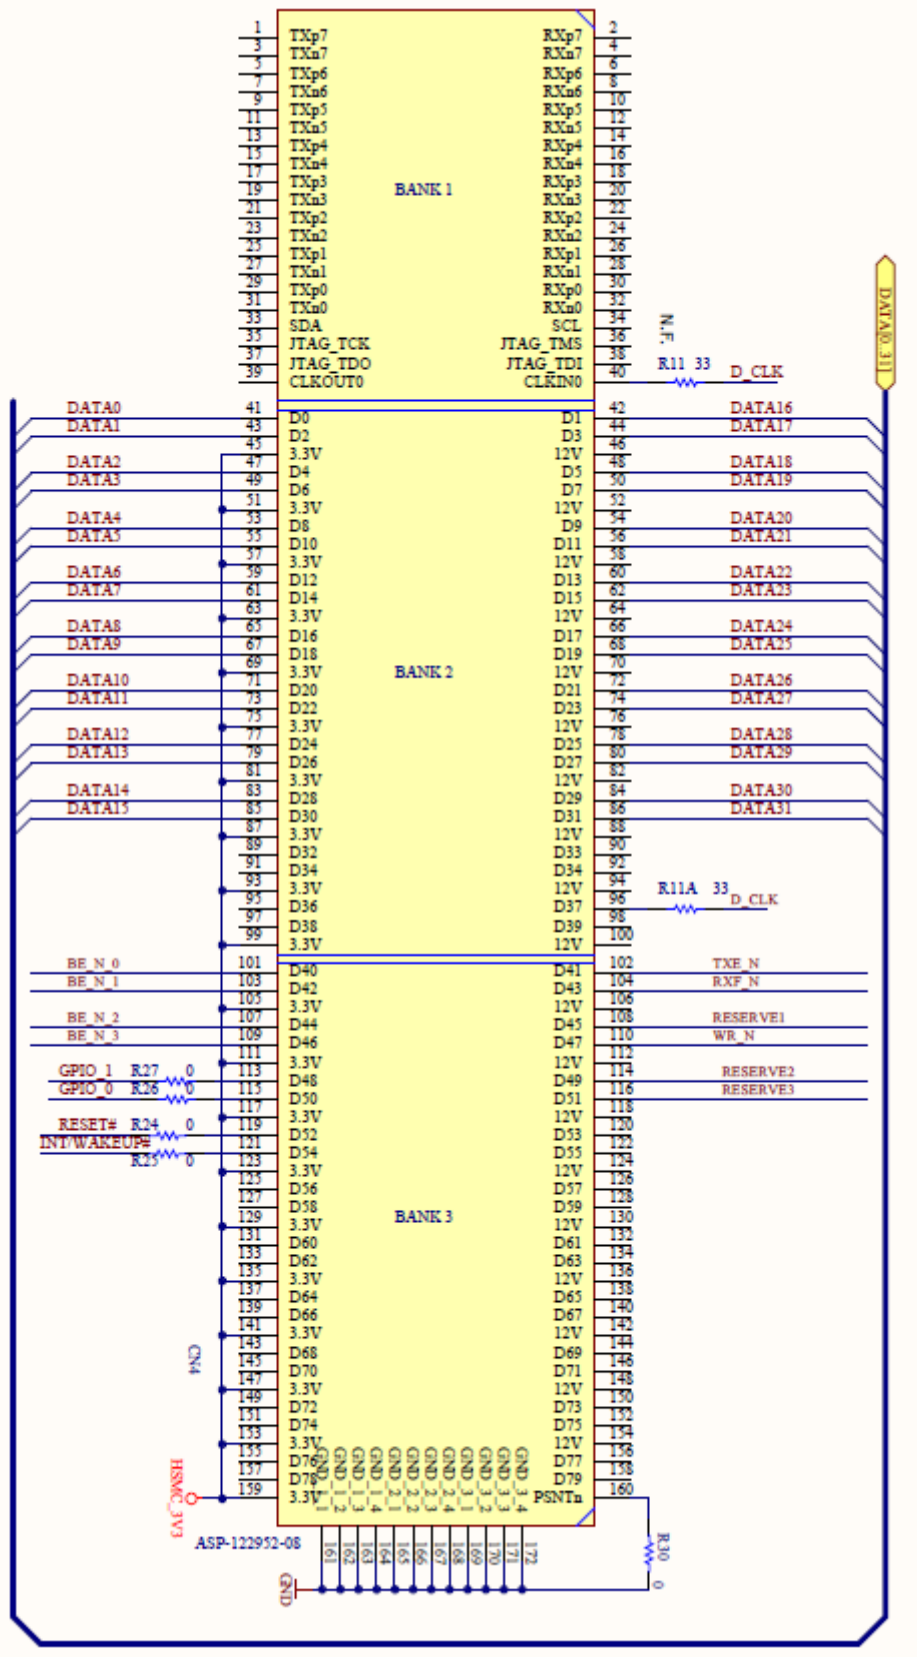 1 TXp7 RXp7 2
3 TXn7 RXn7 4
5 TXp6 RXp6 6
7 TXn6 RXn6 8
9 TXp5 RXp5 10
11 TXn5 RXn5 12
13 TXp4 RXp4 14
15 TXn4 RXn4 16
17 TXp3 RXp3 18
BANK 1
19 TXn3 RXn3 20
21 TXp2 RXp2 22
23 TXn2 RXn2 24
25 TXp1 RXp1 26
27 TXn1 RXn1 28
29 TXp0 RXp0 30
31 TXn0 RXn0 32
33 SDA SCL 34
35 JTAG_TCK JTAG_TMS 36
37 JTAG_TDO JTAG_TDI 38
39 CLKOUT0 CLKIN0 40 R11 33 D_CLK
N.F.
DATA[0..31]
DATA0 41 D0 D1 42 DATA16
DATA1 43 D2 D3 44 DATA17
45 3.3V 12V 46
DATA2 47 D4 D5 48 DATA18
DATA3 49 D6 D7 50 DATA19
51 3.3V 12V 52
DATA4 53 D8 D9 54 DATA20
DATA5 55 D10 D11 56 DATA21
57 3.3V 12V 58
DATA6 59 D12 D13 60 DATA22
DATA7 61 D14 D15 62 DATA23
63 3.3V 12V 64
DATA8 65 D16 D17 66 DATA24
DATA9 67 D18 D19 68 DATA25
69 3.3V BANK 2 12V 70
DATA10 71 D20 D21 72 DATA26
DATA11 73 D22 D23 74 DATA27
75 3.3V 12V 76
DATA12 77 D24 D25 78 DATA28
DATA13 79 D26 D27 80 DATA29
81 3.3V 12V 82
DATA14 83 D28 D29 84 DATA30
DATA15 85 D30 D31 86 DATA31
87 3.3V 12V 88
89 D32 D33 90
91 D34 D34 92
93 3.3V 12V 94
95 D36 D37 96 R11A 33 D_CLK
97 D38 D39 98
99 3.3V 12V 100
BE_N_0 101 D40 D41 102 TXE_N
BE_N_1 103 D42 D43 104 RXF_N
105 3.3V 12V 106
BE_N_2 107 D44 D45 108 RESERVE1
BE_N_3 109 D46 D47 110 WR_N
111 3.3V 12V 112
GPIO_1 R27 0 113 D48 D49 114 RESERVE2
GPIO_0 R26 0 115 D50 D51 116 RESERVE3
117 3.3V 12V 118
RESET# R24 0 119 D52 D53 120
INT/WAKEUP# R25 0 121 D54 D55 122
123 3.3V 12V 124
125 D56 D57 126
127 D58 D59 128
BANK 3
129 3.3V 12V 130
131 D60 D61 132
133 D62 D63 134
135 3.3V 12V 136
137 D64 D65 138
139 D66 D67 140
141 3.3V 12V 142
143 D68 D69 144
145 D70 D71 146
147 3.3V 12V 148
149 D72 D73 150
151 D74 D75 152
153 3.3V 12V 154
155 D76 D77 156
157 D78 D79 158
159 3.3V PSNTn 160
CN4
HSMC_3V3
GND_1_1 161
GND_1_2 162
GND_1_3 163
GND_1_4 164
GND_2_1 165
GND_2_2 166
GND_2_3 167
GND_2_4 168
GND_3_1 169
GND_3_2 170
GND_3_3 171
GND_3_4 172
ASP-122952-08
GND
R30 0